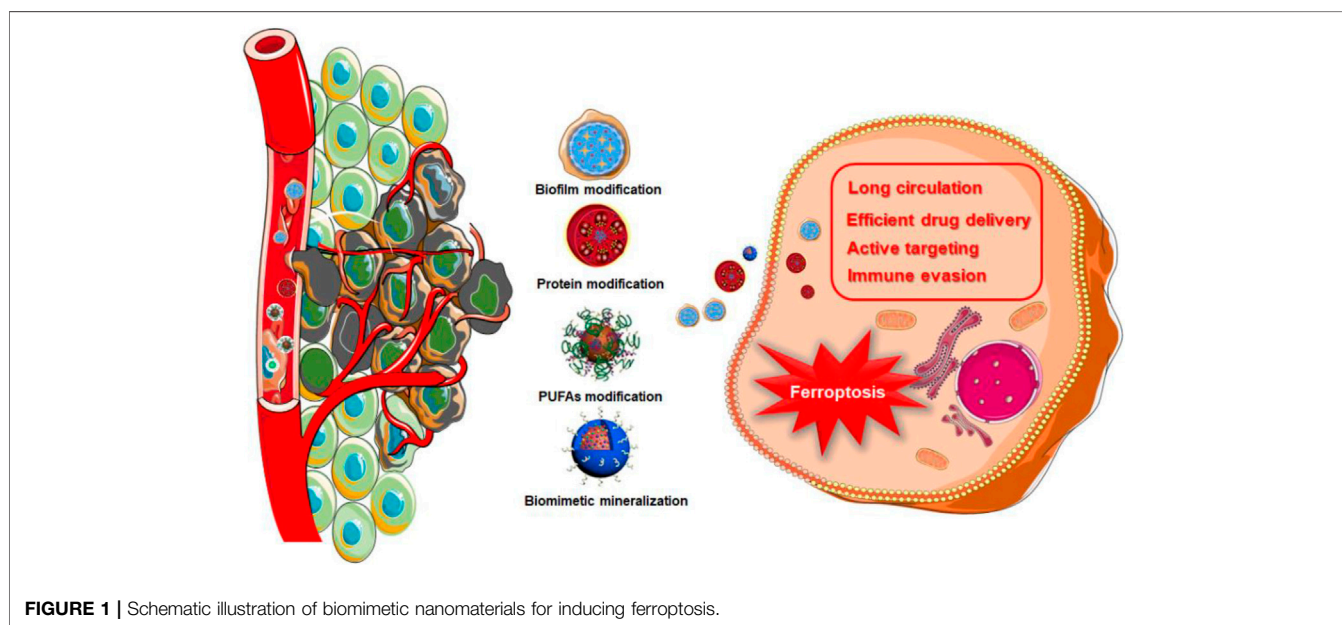 Biofilm modification
Protein modification
PUFAs modification
Biomimetic mineralization
Long circulation
Efficient drug delivery
Active targeting
Immune evasion
Ferroptosis
FIGURE 1 | Schematic illustration of biomimetic nanomaterials for inducing ferroptosis.